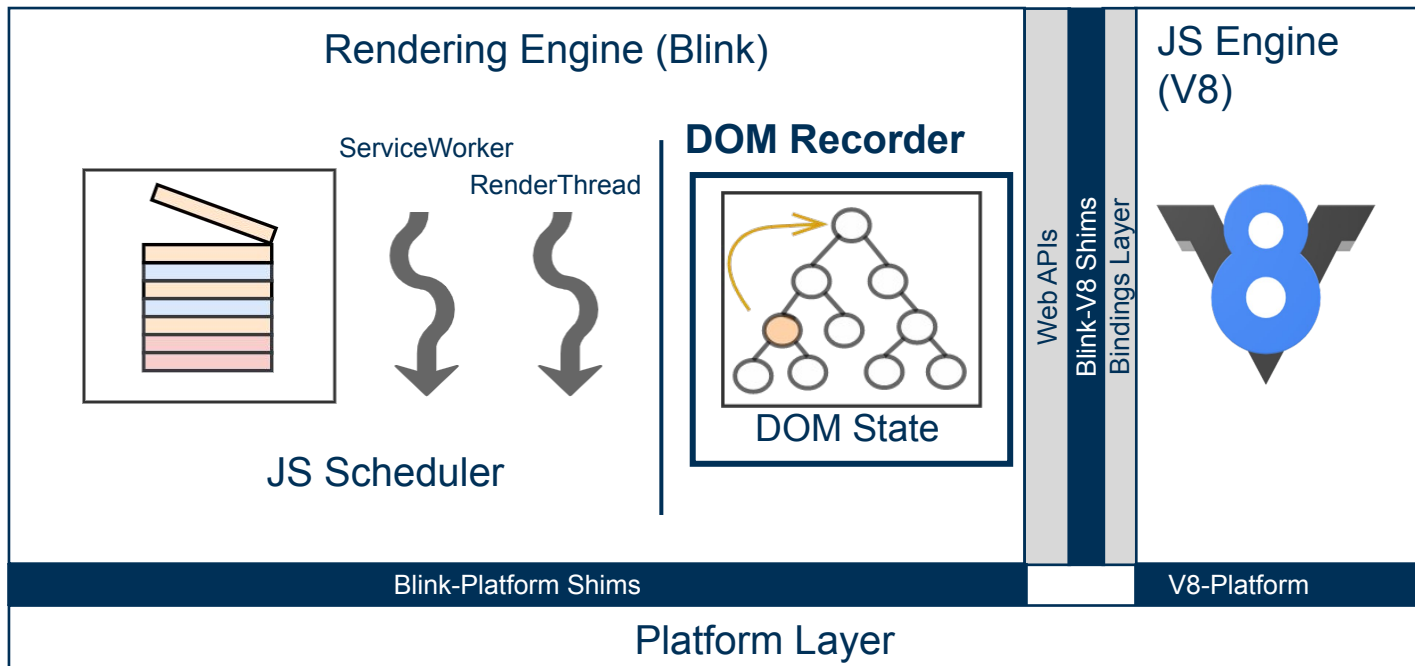 Rendering Engine (Blink)
JS Engine
(V8)
ServiceWorker
RenderThread
DOM Recorder
DOM State
JS Scheduler
Web APIs
Blink-V8 Shims
Bindings Layer
V8
Blink-Platform Shims
V8-Platform
Platform Layer